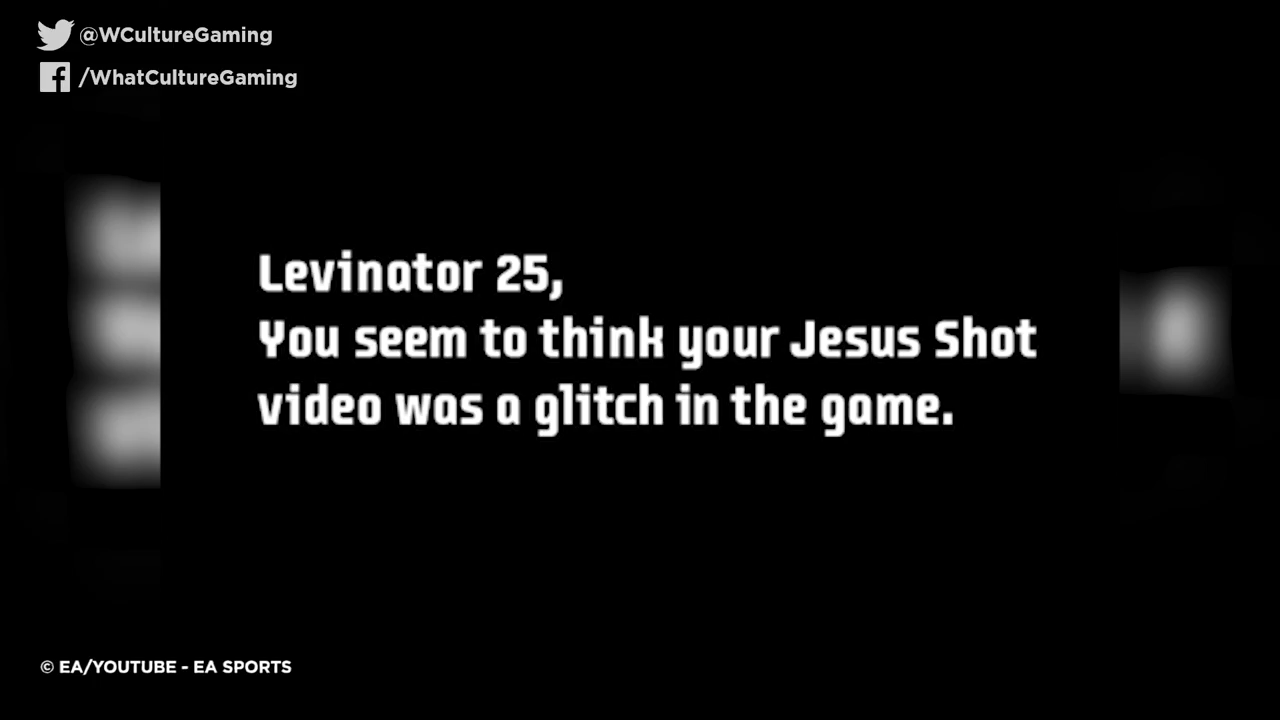 @WCultureGaming
/WhatCultureGaming
Levinator 25,
You seem to think your Jesus Shot
video was a glitch in the game.
© EA/YOUTUBE - EA SPORTS